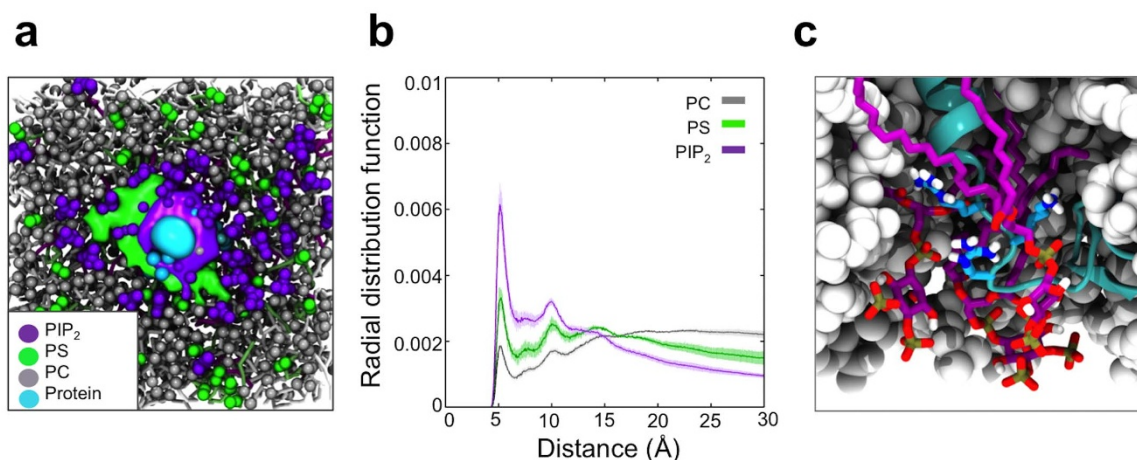 a
PIP₂
PS
PC
Protein
b
Radial distribution function
0.01
0.008
0.006
0.004
0.002
0
PC
PS
PIP₂
0 5 10 15 20 25 30
Distance (Å)
c